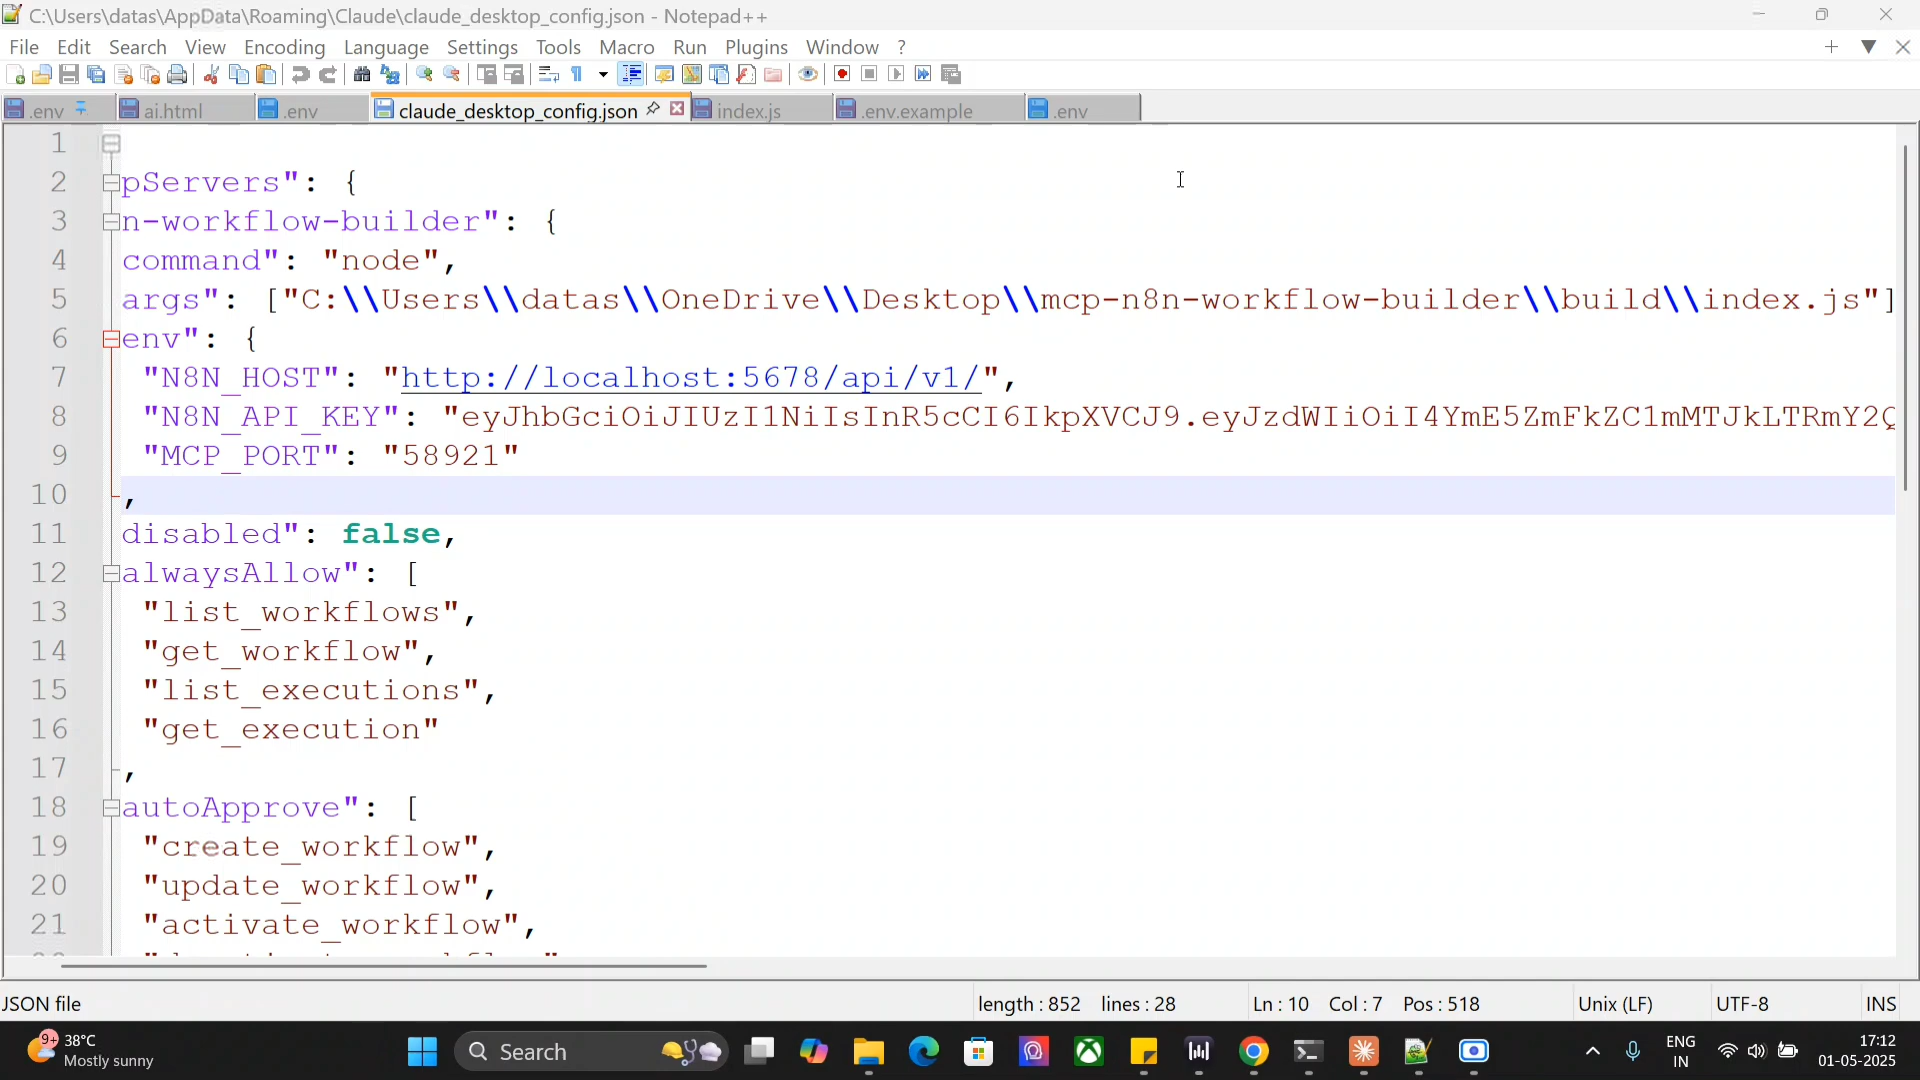 C:\Users\datas\AppData\Roaming\Claude\claude_desktop_config.json - Notepad++
File Edit Search View Encoding Language Settings Tools Macro Run Plugins Window ?
.env ai.html .env claude_desktop_config.json index.js .env.example .env
1
2 pServers": {
3 n-workflow-builder": {
4 command": "node",
5 args": ["C:\\Users\\datas\\OneDrive\\Desktop\\mcp-n8n-workflow-builder\\build\\index.js"]
6 env": {
7 "N8N_HOST": "http://localhost:5678/api/v1/",
8 "N8N_API_KEY": "eyJhbGciOiJIUzI1NiIsInR5cCI6IkpXVCJ9.eyJzdWIiOiI4YmE5ZmFkZC1mMTJkLTRmY2Q
9 "MCP_PORT": "58921"
10 ,
11 disabled": false,
12 alwaysAllow": [
13 "list_workflows",
14 "get_workflow",
15 "list_executions",
16 "get_execution"
17 ,
18 autoApprove": [
19 "create_workflow",
20 "update_workflow",
21 "activate_workflow",
JSON file length : 852 lines : 28 Ln : 10 Col : 7 Pos : 518 Unix (LF) UTF-8 INS
9+ 38°C
Mostly sunny
Search
ENG
IN
17:12
01-05-2025